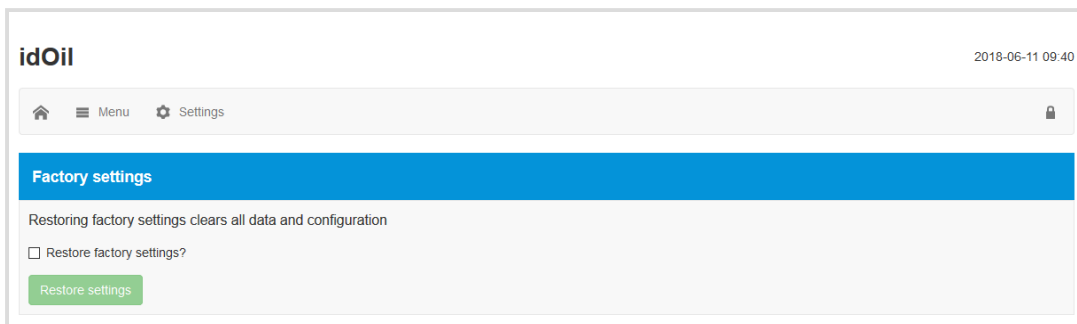 idOil
2018-06-11 09:40
Menu Settings
Factory settings
Restoring factory settings clears all data and configuration
Restore factory settings?
Restore settings